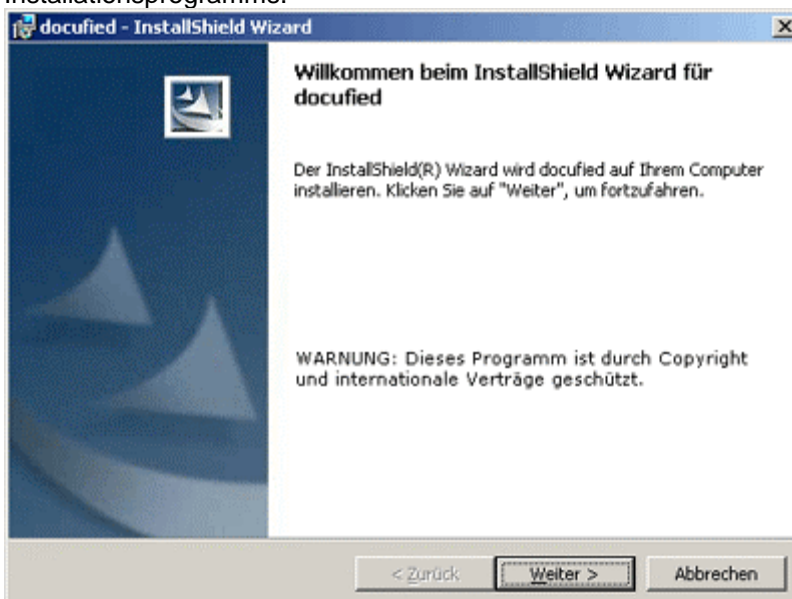 Installationsprogramms.
docufied - InstallShield Wizard
Willkommen beim InstallShield Wizard für
docufied
Der InstallShield(R) Wizard wird docufied auf Ihrem Computer
installieren. Klicken Sie auf "Weiter", um fortzufahren.
WARNUNG: Dieses Programm ist durch Copyright
und internationale Verträge geschützt.
< Zurück
Weiter >
Abbrechen